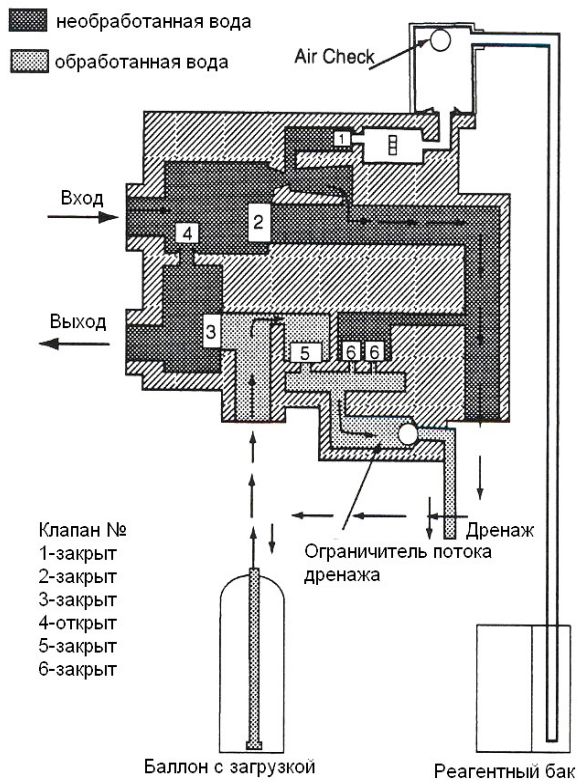 необработанная вода
обработанная вода
Air Check
1
Вход
2
4
Выход
3
5
6
6
Дренаж
Ограничитель потока
дренажа
Клапан №
1-закрыт
2-закрыт
3-закрыт
4-открыт
5-закрыт
6-закрыт
Баллон с загрузкой
Реагентный бак